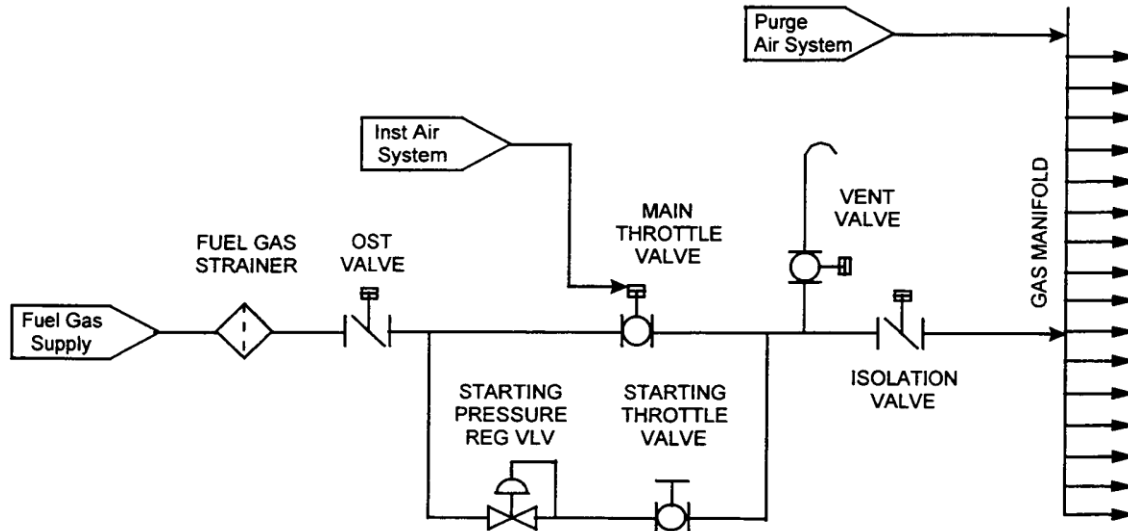 Purge
Air System
Inst Air
System
VENT
VALVE
MAIN
THROTTLE
VALVE
GAS MANIFOLD
FUEL GAS
STRAINER
OST
VALVE
Fuel Gas
Supply
ISOLATION
VALVE
STARTING
PRESSURE
REG VLV
STARTING
THROTTLE
VALVE